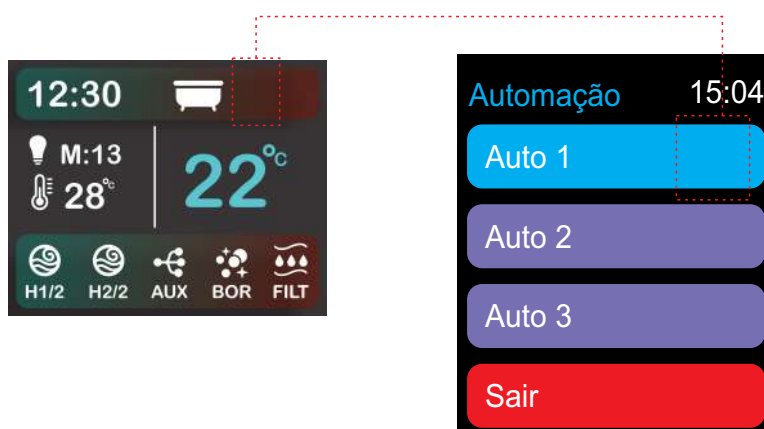 12:30
M:13
28°c
22°c
H1/2 H2/2 AUX BOR FILT
Automação 15:04
Auto 1
Auto 2
Auto 3
Sair